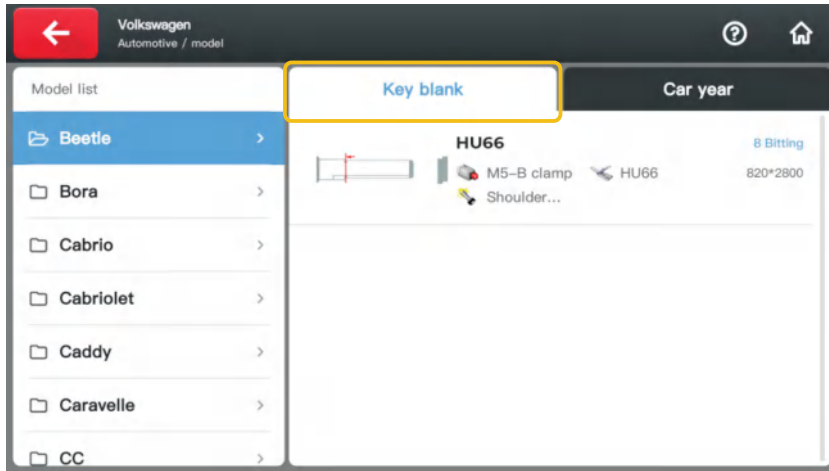 Volkswagen
Automotive / model
Model list
Key blank
Car year
Beetle
HU66
8 Bitting
M5-B clamp
HU66
820*2800
Shoulder...
Bora
Cabrio
Cabriolet
Caddy
Caravelle
CC